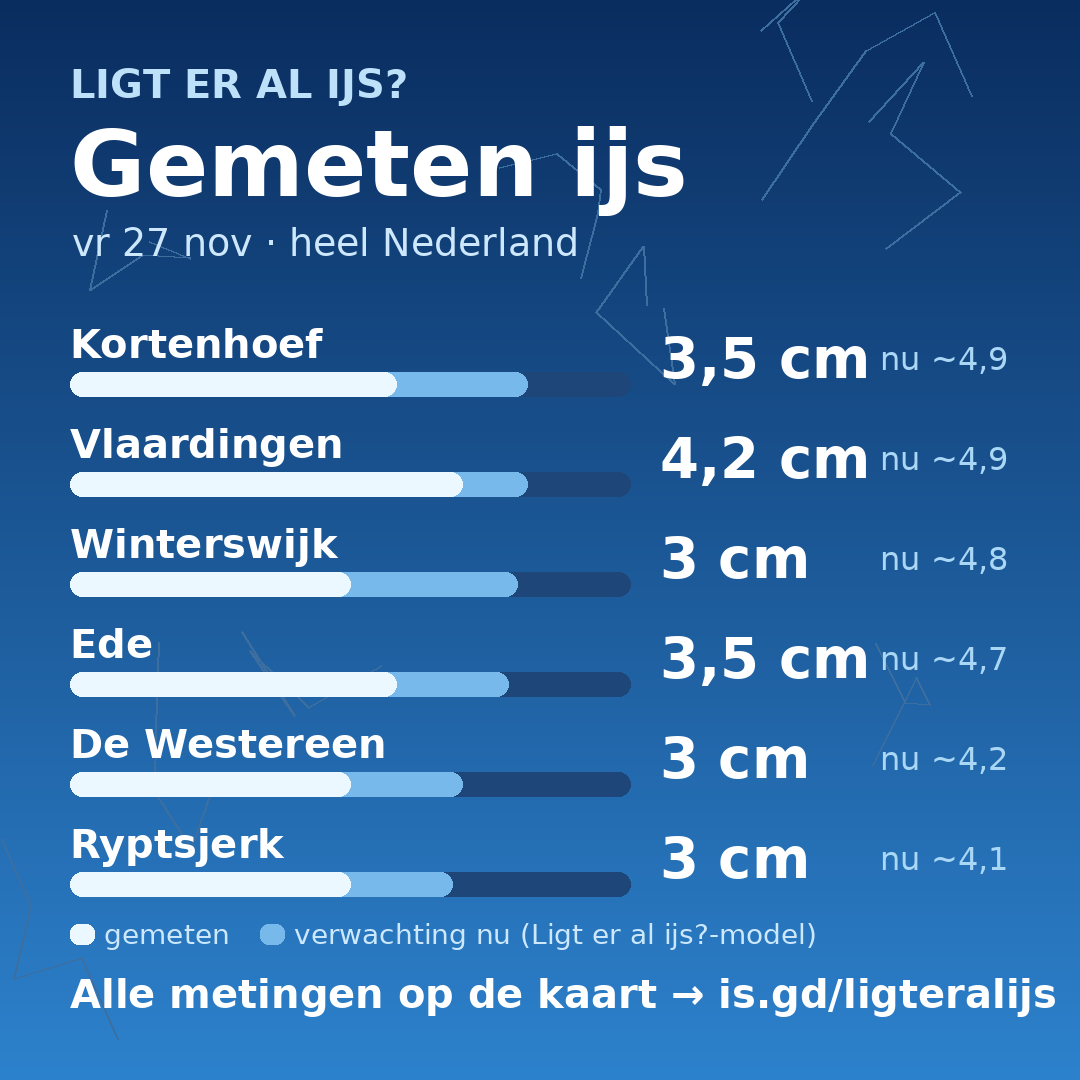 LIGT ER AL IJS?
Gemeten ijs
vr 27 nov · heel Nederland
Kortenhoef
3,5 cm nu ~4,9
Vlaardingen
4,2 cm nu ~4,9
Winterswijk
3 cm nu ~4,8
Ede
3,5 cm nu ~4,7
De Westereen
3 cm nu ~4,2
Ryptsjerk
3 cm nu ~4,1
gemeten verwachting nu (Ligt er al ijs?-model)
Alle metingen op de kaart → is.gd/ligteralijs